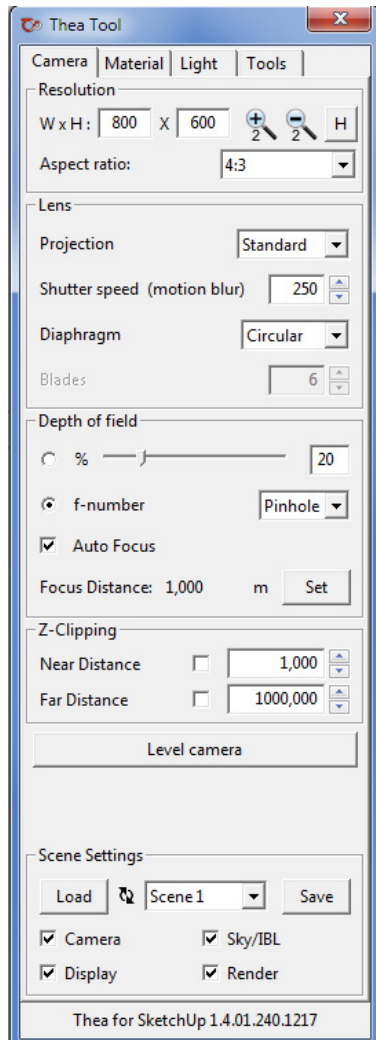 Thea Tool
Camera Material Light Tools
Resolution
W x H : 800 X 600 2 2 H
Aspect ratio: 4:3
Lens
Projection Standard
Shutter speed (motion blur) 250
Diaphragm Circular
Blades 6
Depth of field
% 20
f-number Pinhole
Auto Focus
Focus Distance: 1,000 m Set
Z-Clipping
Near Distance 1,000
Far Distance 1000,000
Level camera
Scene Settings
Load Scene 1 Save
Camera Sky/IBL
Display Render
Thea for SketchUp 1.4.01.240.1217